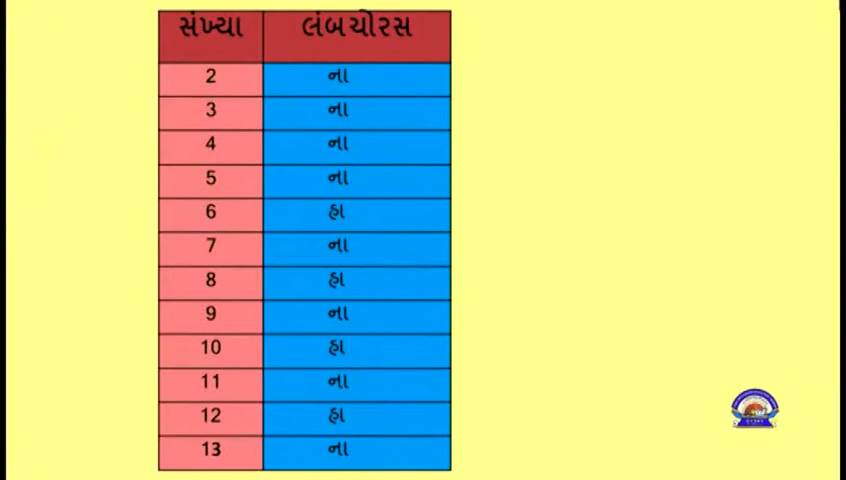 સંખ્યા લંબચોરસ
2 ના
3 ના
4 ના
5 ના
6 હા
7 ના
8 હા
9 ના
10 હા
11 ના
12 હા
13 ના